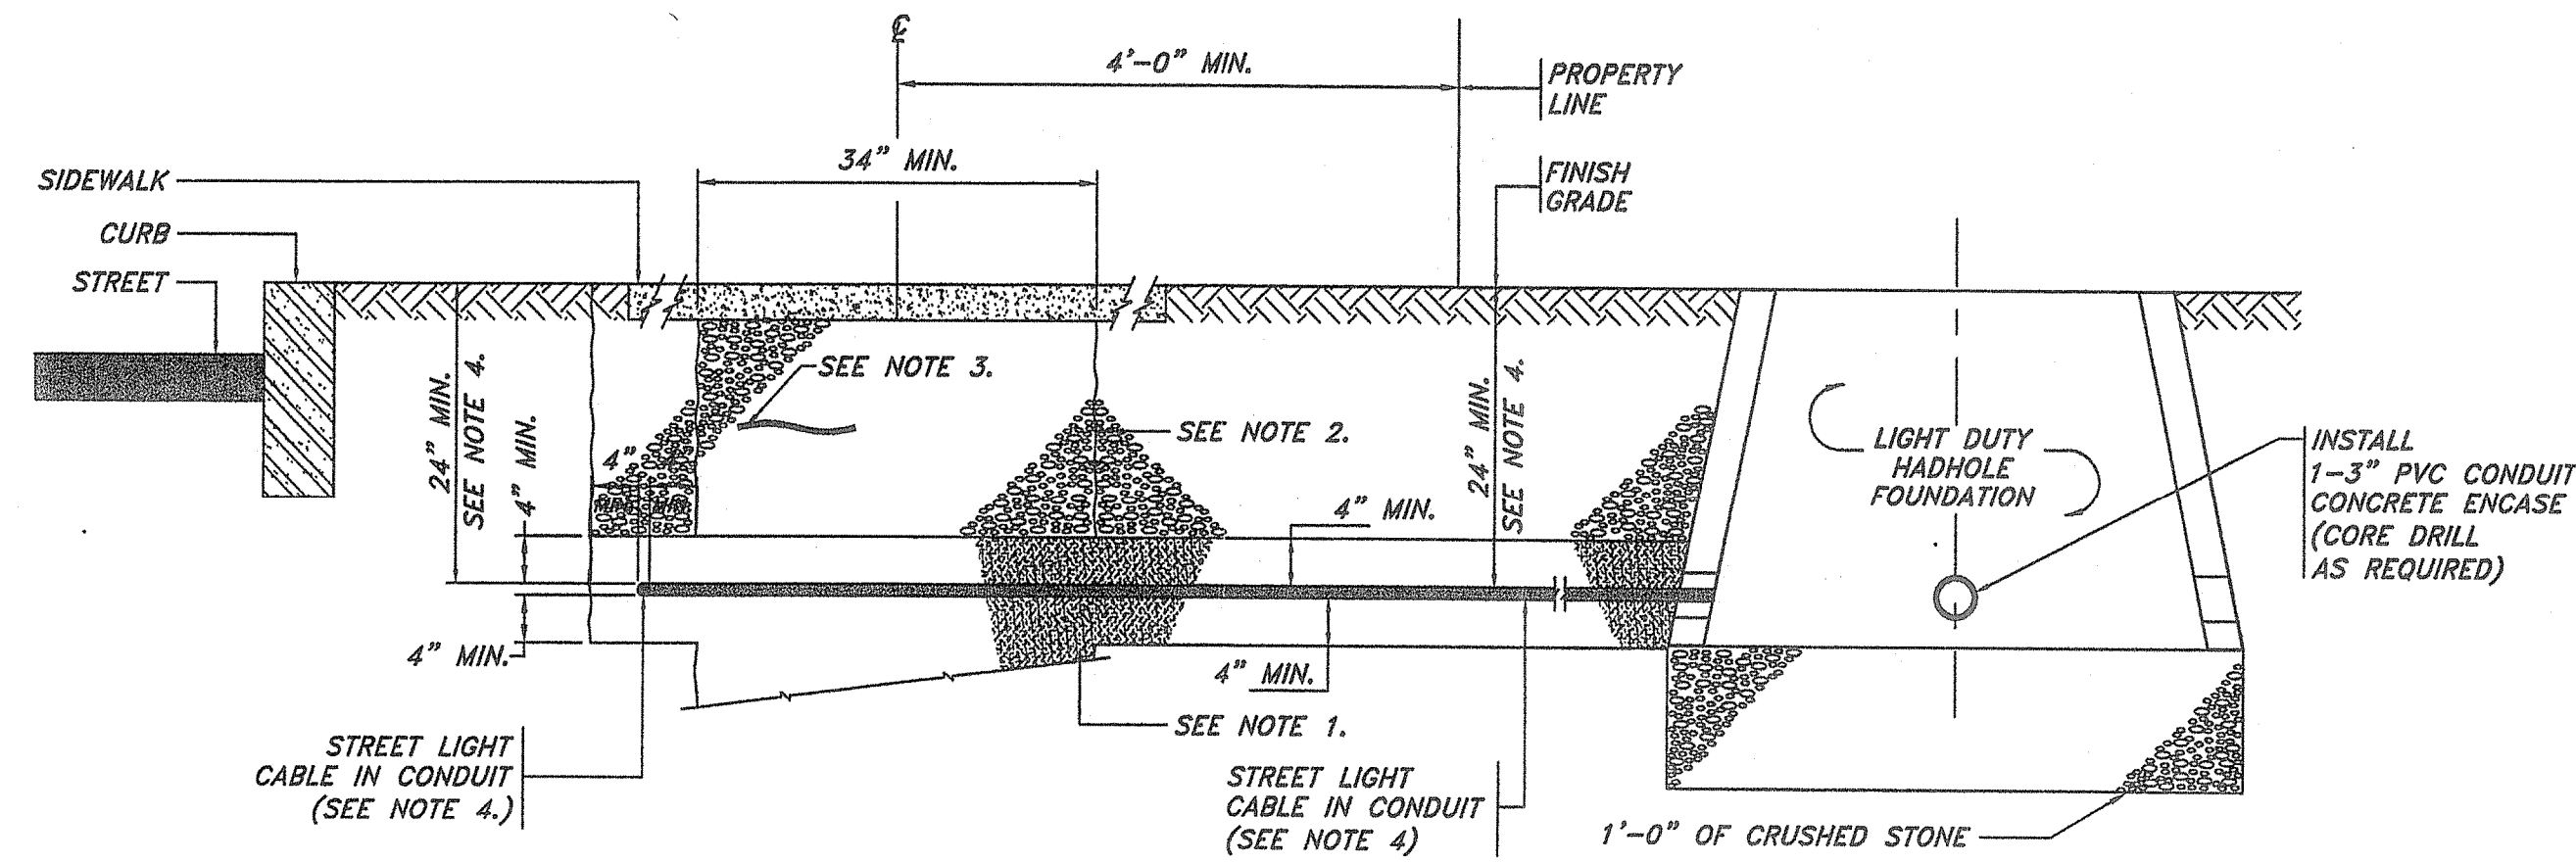 ℄
4'-0" MIN.
PROPERTY
LINE
34" MIN.
SIDEWALK
FINISH
GRADE
CURB
STREET
24" MIN.
SEE NOTE 4.
4" MIN.
4"
SEE NOTE 3.
SEE NOTE 2.
4" MIN.
24" MIN.
SEE NOTE 4.
LIGHT DUTY
HADHOLE
FOUNDATION
INSTALL
1-3" PVC CONDUIT
CONCRETE ENCASE
(CORE DRILL
AS REQUIRED)
4" MIN.
4" MIN.
SEE NOTE 1.
STREET LIGHT
CABLE IN CONDUIT
(SEE NOTE 4.)
STREET LIGHT
CABLE IN CONDUIT
(SEE NOTE 4)
1'-0" OF CRUSHED STONE